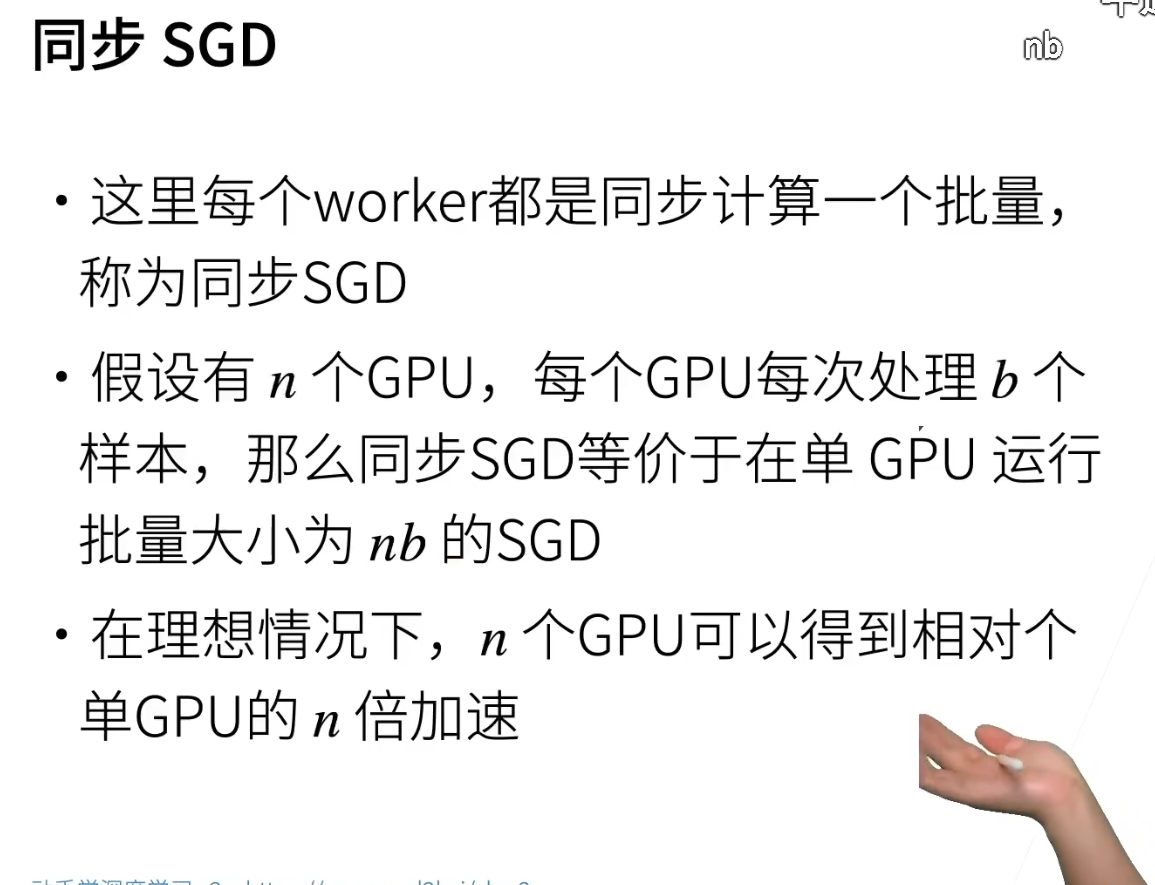 同步 SGD
nb
• 这里每个worker都是同步计算一个批量，
称为同步SGD
• 假设有 n 个GPU，每个GPU每次处理 b 个
样本，那么同步SGD等价于在单 GPU 运行
批量大小为 nb 的SGD
• 在理想情况下，n 个GPU可以得到相对个
单GPU的 n 倍加速